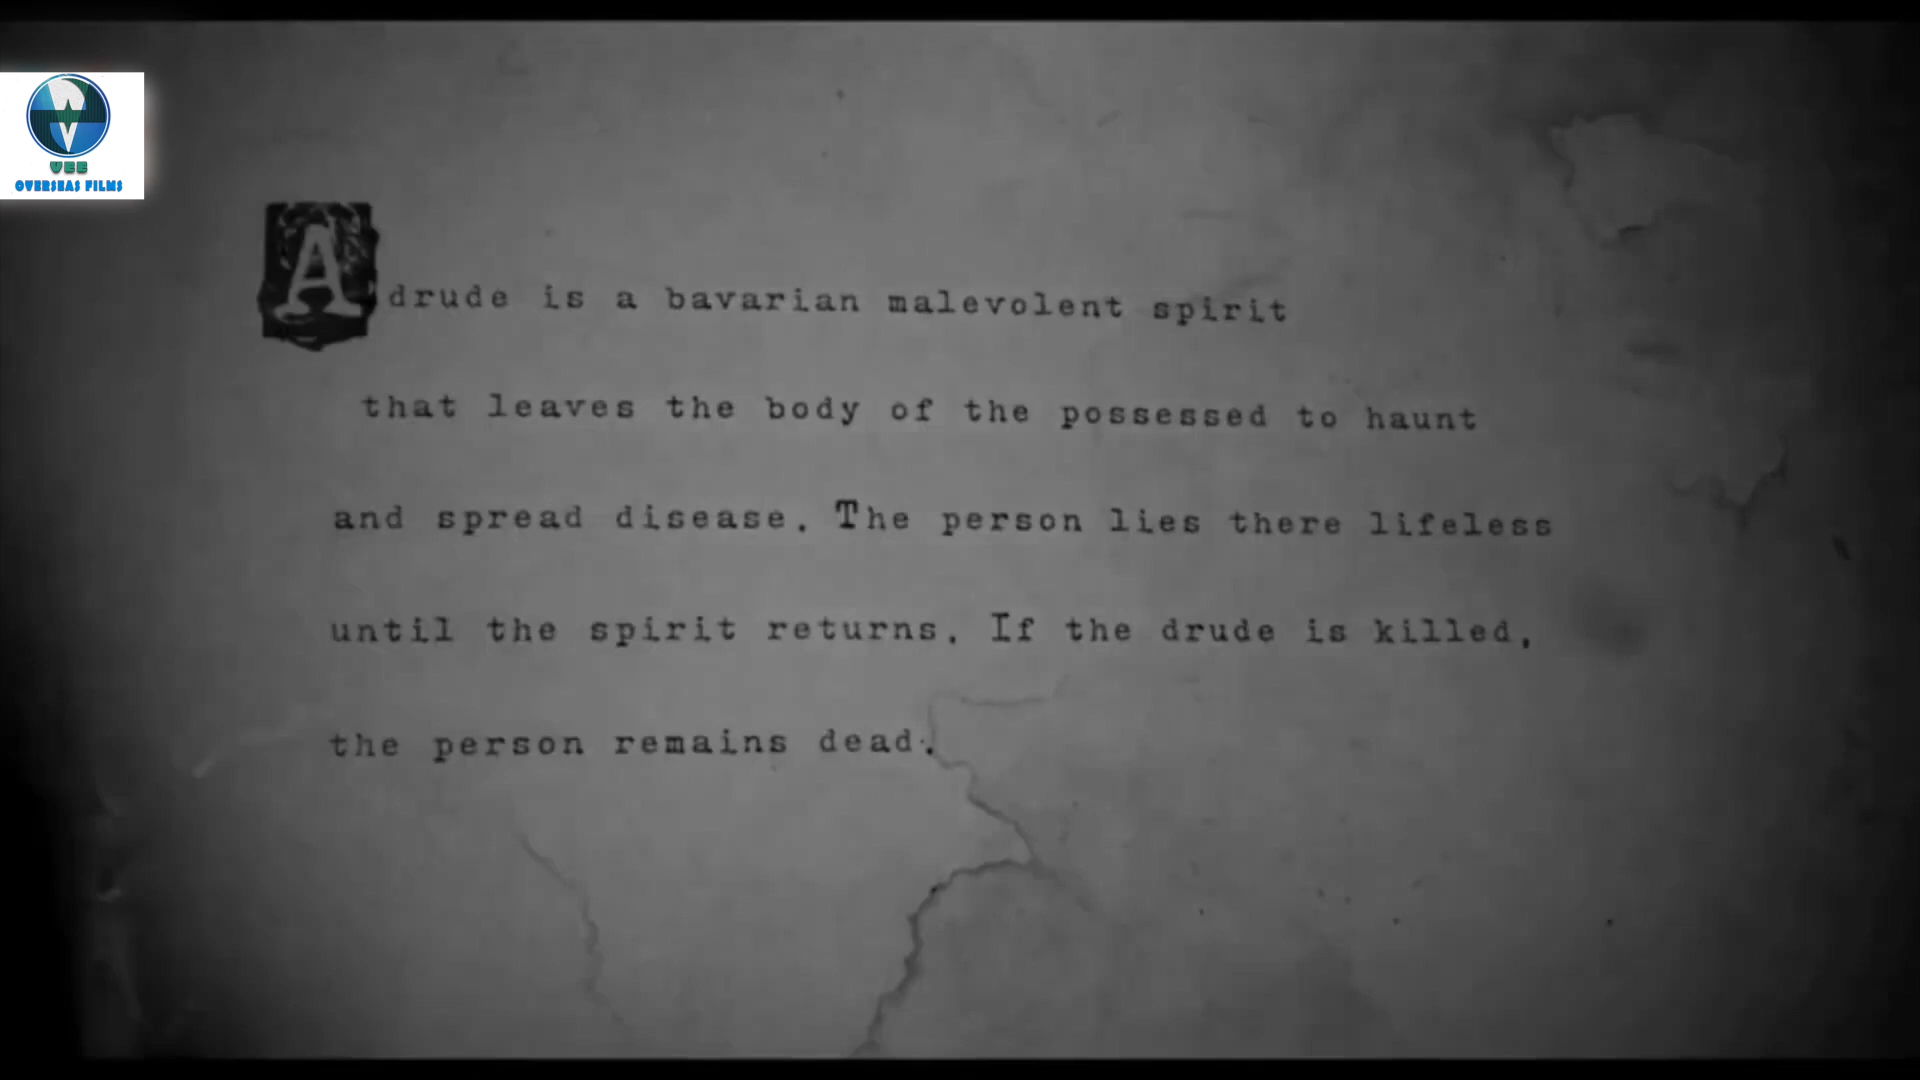 VEE
OVERSEAS FILMS
A drude is a bavarian malevolent spirit
that leaves the body of the possessed to haunt
and spread disease. The person lies there lifeless
until the spirit returns. If the drude is killed,
the person remains dead.